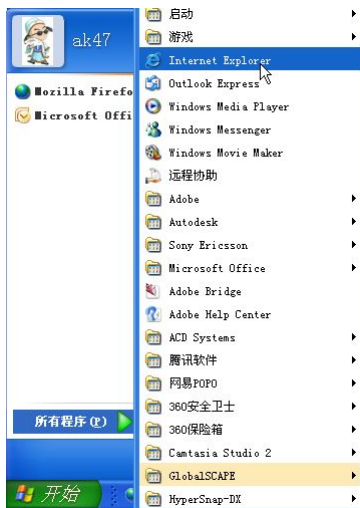 ak47
Mozilla Firefo
Microsoft Offi
所有程序(P)
开始
启动
游戏
Internet Explorer
Outlook Express
Windows Media Player
Windows Messenger
Windows Movie Maker
远程协助
Adobe
Autodesk
Sony Ericsson
Microsoft Office
Adobe Bridge
Adobe Help Center
ACD Systems
腾讯软件
网易POPO
360安全卫士
360保险箱
Camtasia Studio 2
GlobalSCAPE
HyperSnap-DX